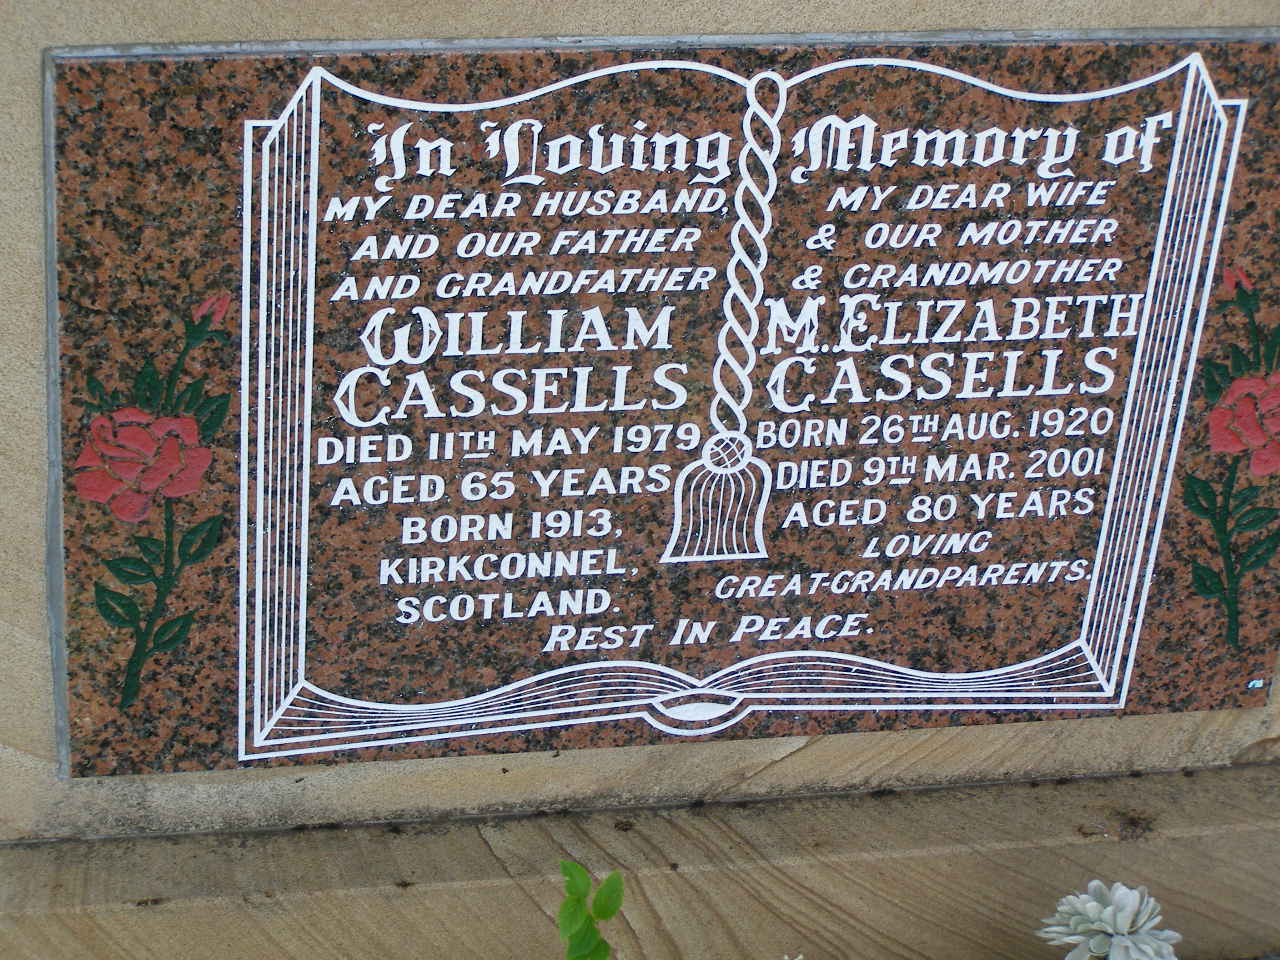 In Loving Memory of
MY DEAR HUSBAND,
AND OUR FATHER
AND GRANDFATHER
WILLIAM
CASSELLS
DIED 11TH MAY 1979
AGED 65 YEARS
BORN 1913,
KIRKCONNEL,
SCOTLAND.
MY DEAR WIFE
& OUR MOTHER
& GRANDMOTHER
M. ELIZABETH
CASSELLS
BORN 26TH AUG. 1920
DIED 9TH MAR. 2001
AGED 80 YEARS
LOVING
GREAT-GRANDPARENTS.
REST IN PEACE.